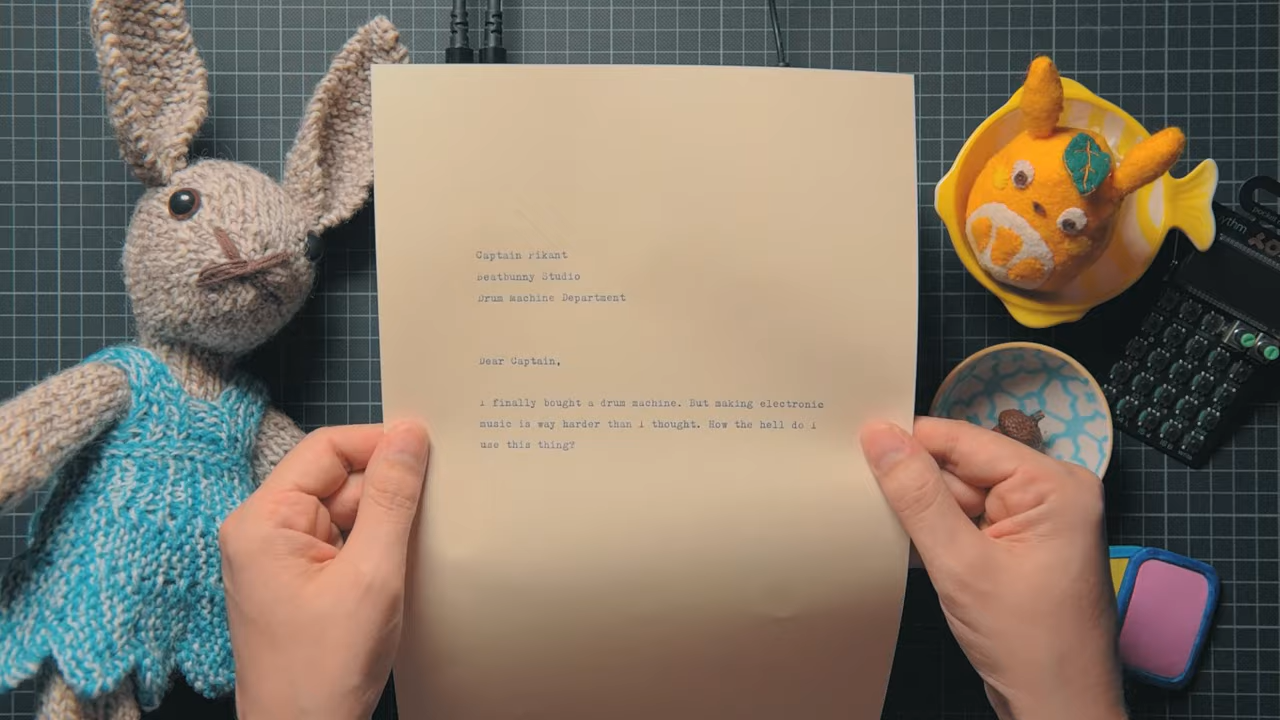 Captain Pikant
Beatbunny Studio
Drum Machine Department
Dear Captain,
I finally bought a drum machine. But making electronic
music is way harder than I thought. How the hell do I
use this thing?
pocket